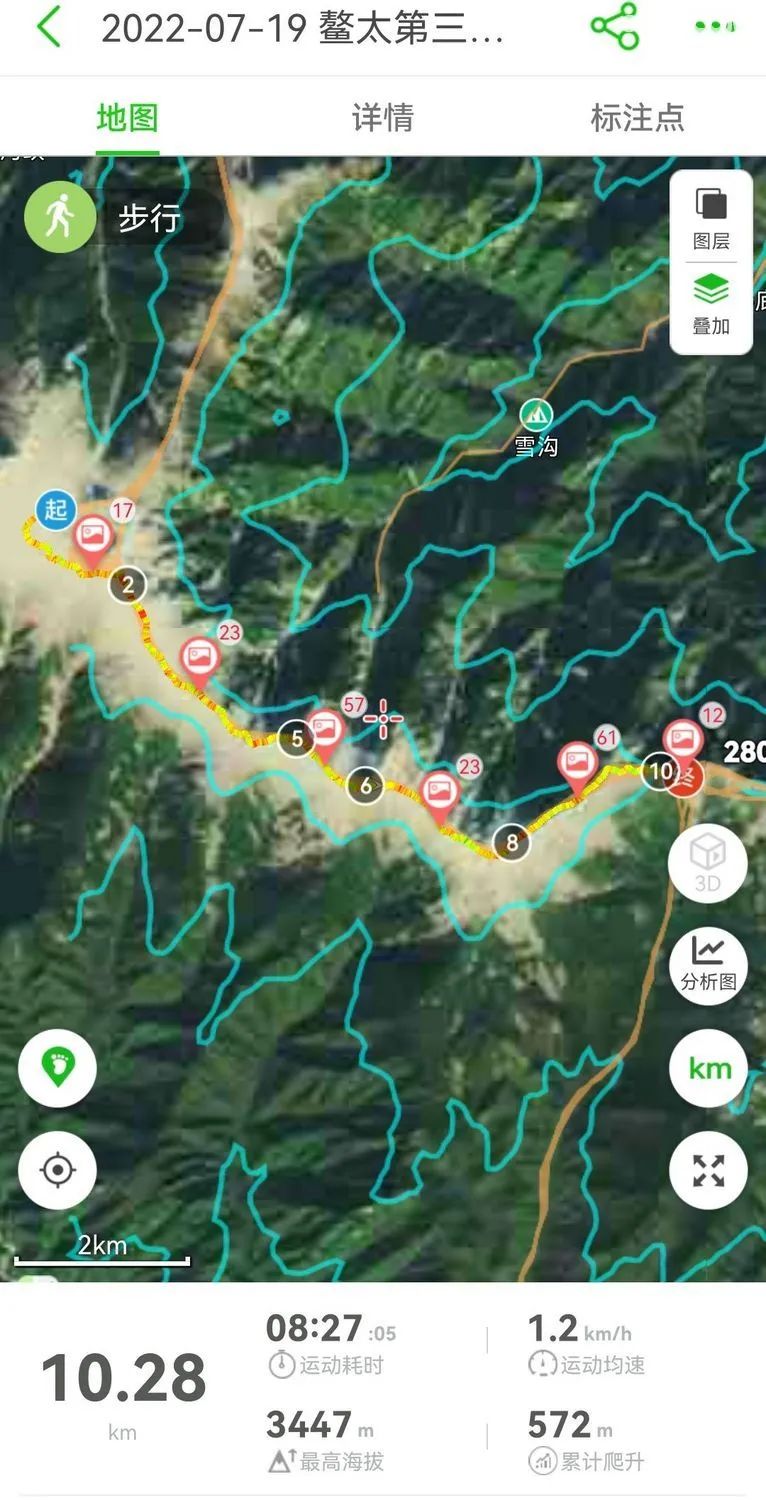 2022-07-19 鳌太第三...
地图
详情
标注点
步行
图层
叠加
雪沟
起
17
2
23
57
5
6
23
8
61
12
10
终
280
3D
分析图
km
2km
10.28
km
08:27:05
运动耗时
1.2 km/h
运动均速
3447 m
最高海拔
572 m
累计爬升